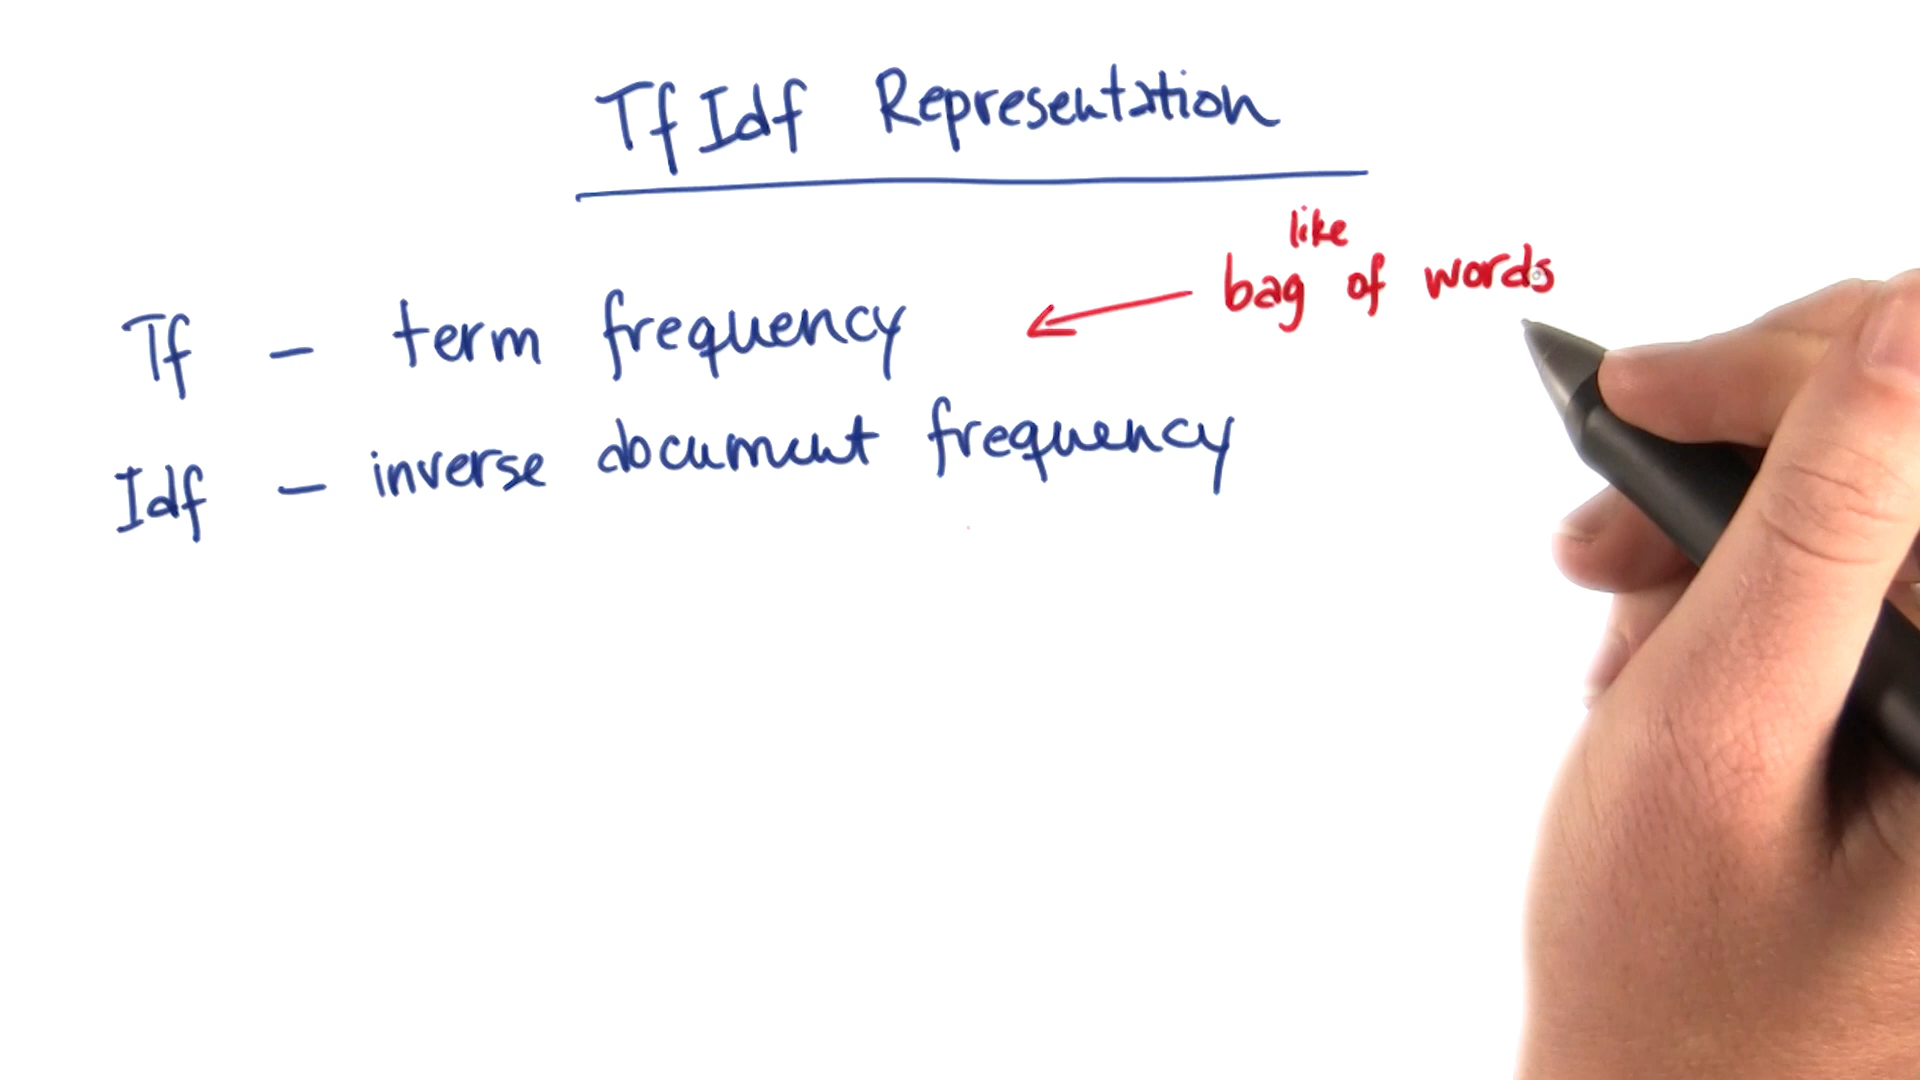 Tf Idf Representation
like
bag of words
Tf - term frequency
Idf - inverse document frequency